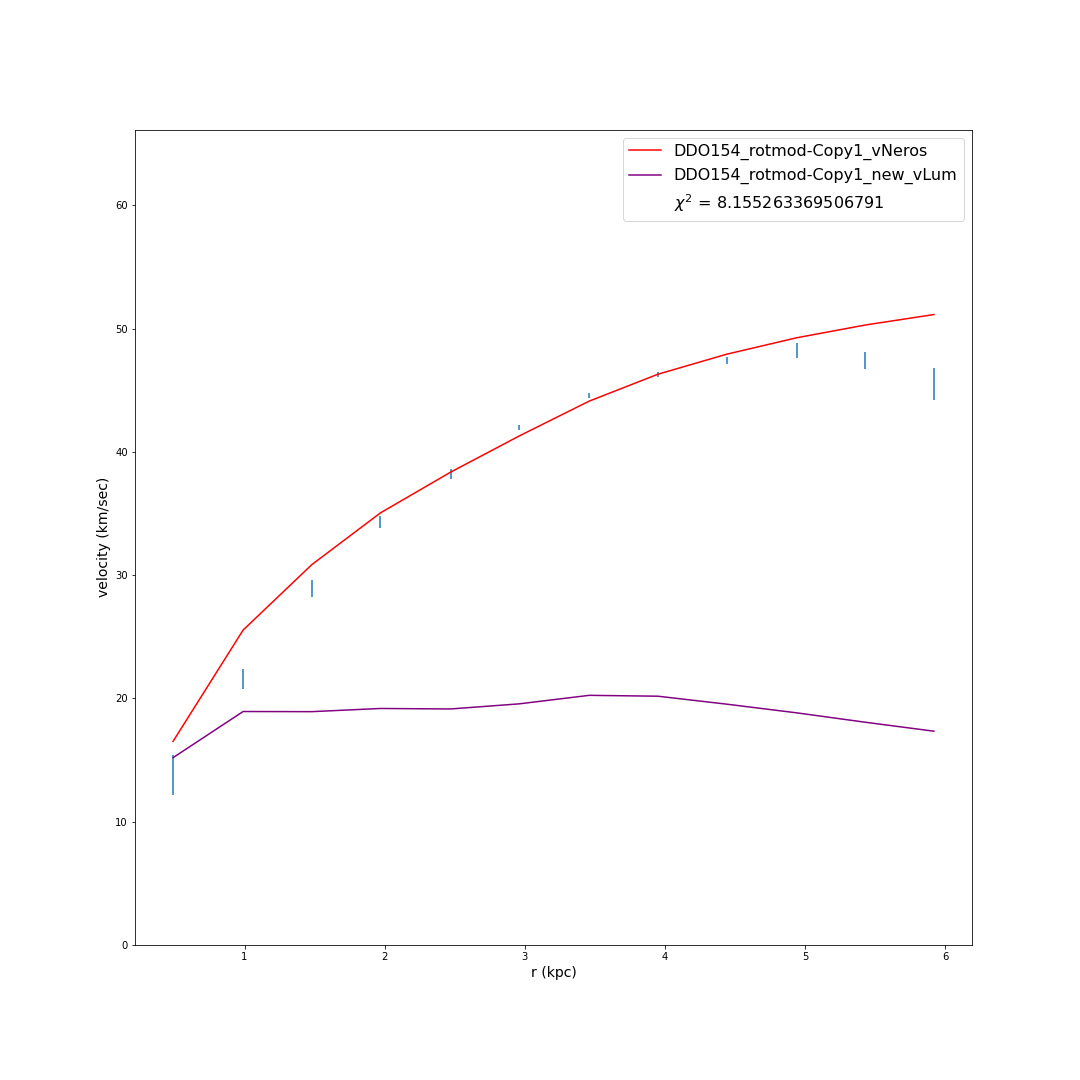 DDO154_rotmod-Copy1_vNeros
DDO154_rotmod-Copy1_new_vLum
χ² = 8.155263369506791
60
50
40
30
20
10
0
velocity (km/sec)
1 2 3 4 5 6
r (kpc)